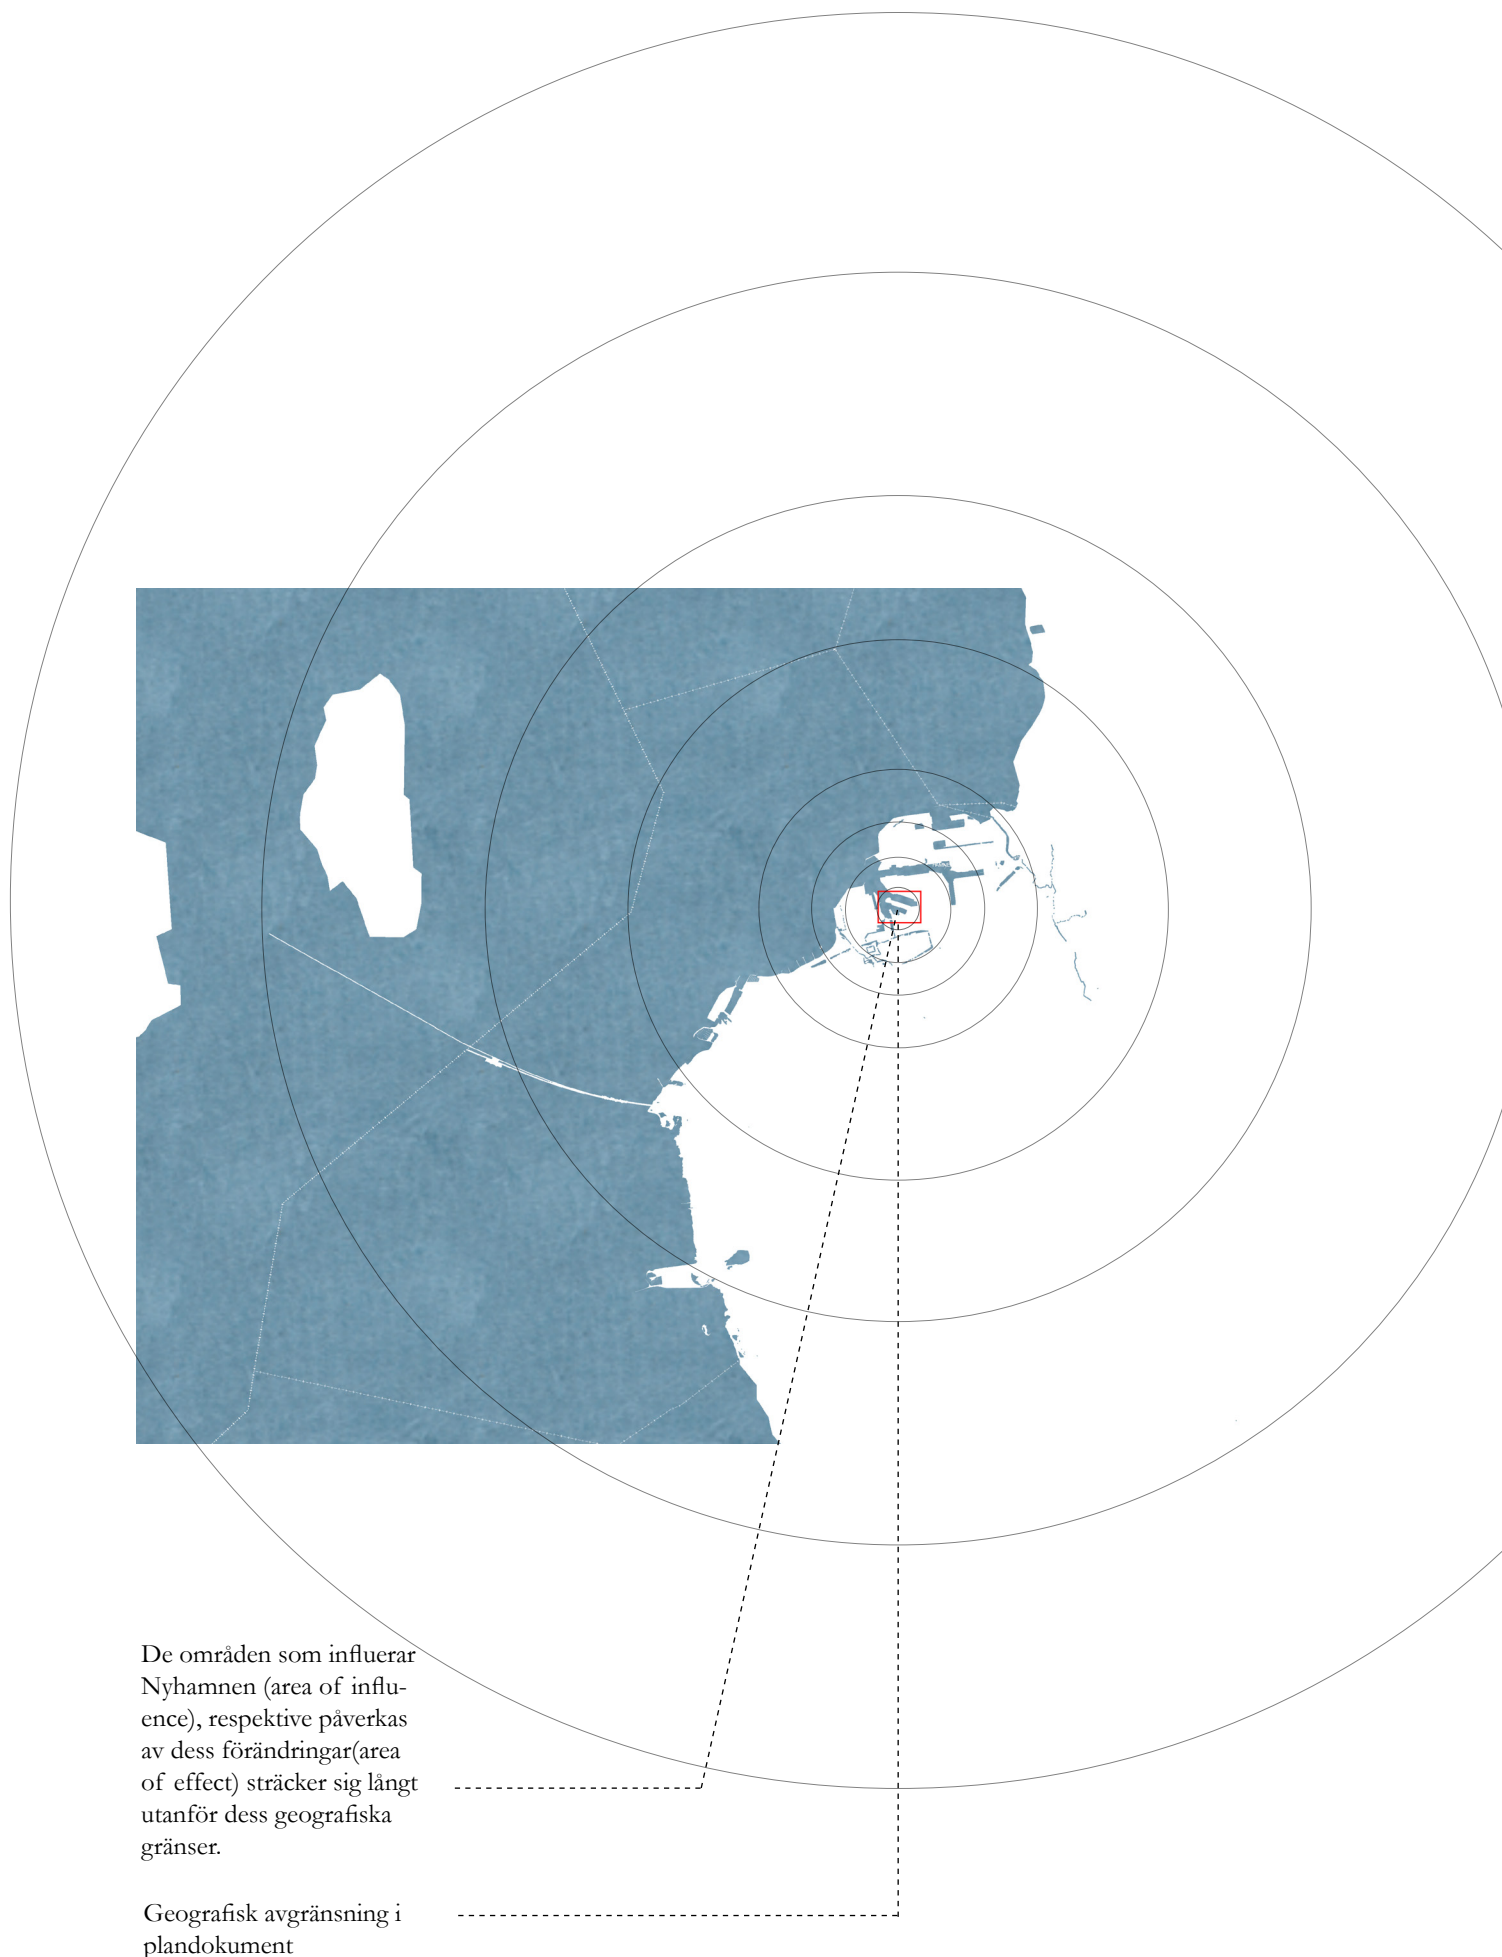 De områden som influerar
Nyhamnen (area of influ-
ence), respektive påverkas
av dess förändringar(area
of effect) sträcker sig långt
utanför dess geografiska
gränser.
Geografisk avgränsning i
plandokument